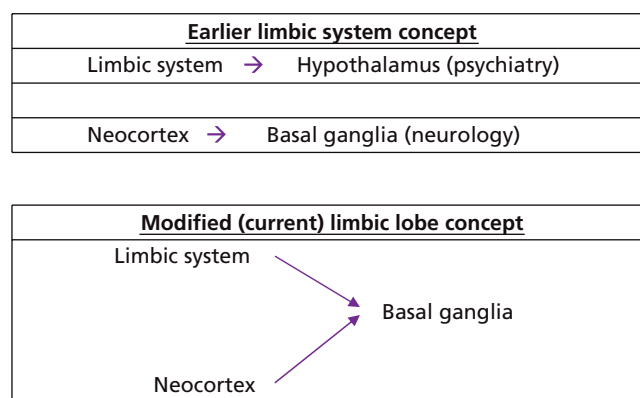 Earlier limbic system concept
Limbic system → Hypothalamus (psychiatry)
Neocortex → Basal ganglia (neurology)
Modified (current) limbic lobe concept
Limbic system
Basal ganglia
Neocortex